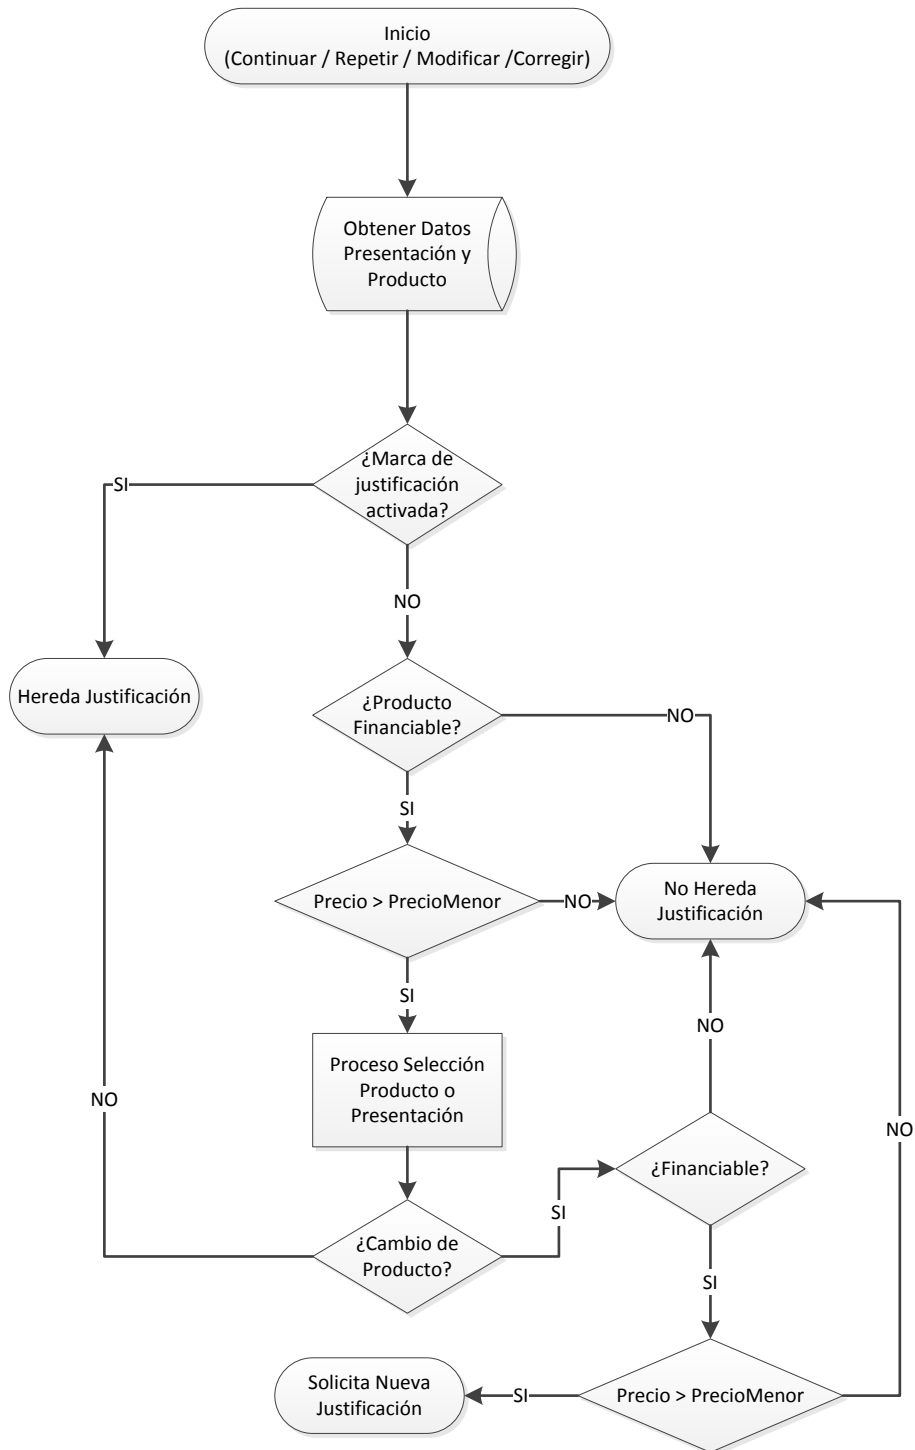 Inicio
(Continuar / Repetir / Modificar /Corregir)
Obtener Datos
Presentación y
Producto
¿Marca de
justificación
activada?
SI
NO
Hereda Justificación
¿Producto
Financiable?
NO
SI
Precio > PrecioMenor
NO
No Hereda
Justificación
SI
NO
Proceso Selección
Producto o
Presentación
NO
NO
¿Financiable?
SI
¿Cambio de
Producto?
SI
Solicita Nueva
Justificación
SI
Precio > PrecioMenor